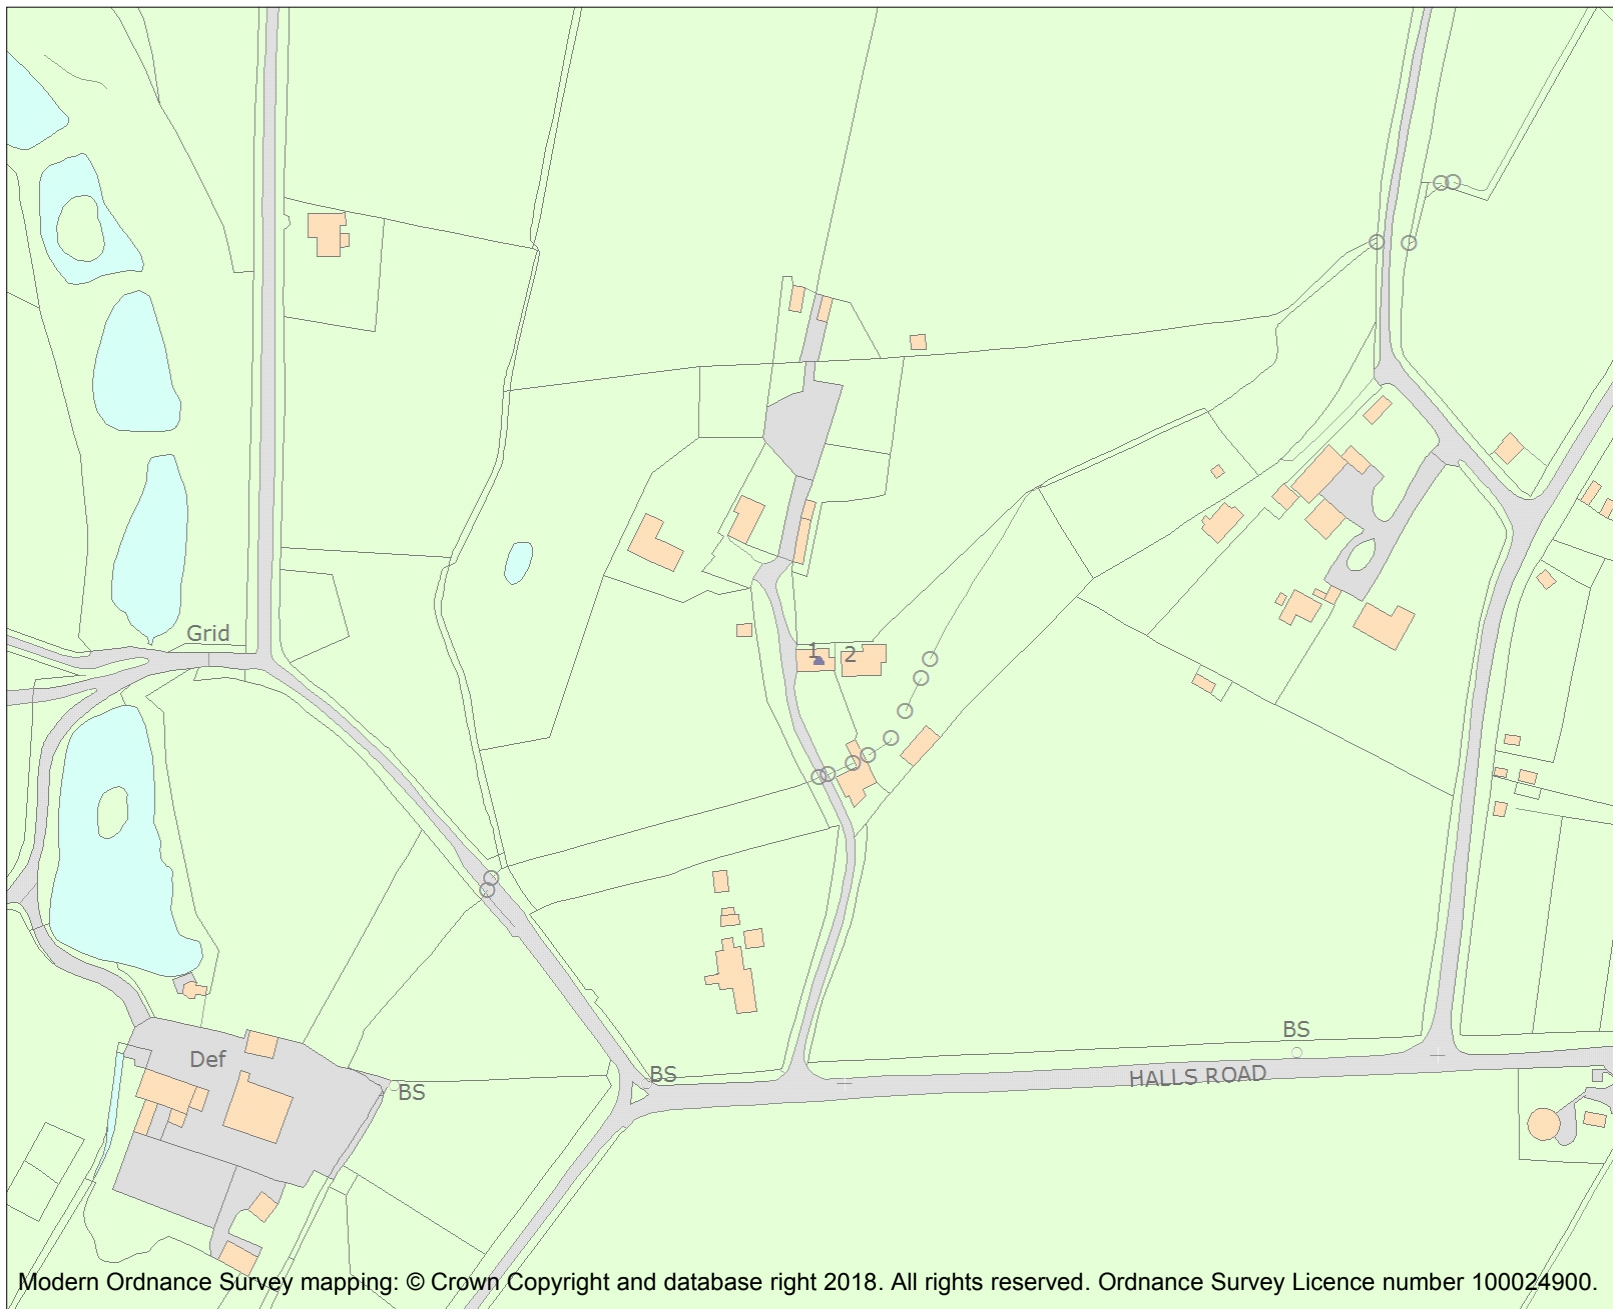 Grid
1
2
BS
HALLS ROAD
Def
BS
BS
Modern Ordnance Survey mapping: © Crown Copyright and database right 2018. All rights reserved. Ordnance Survey Licence number 100024900.